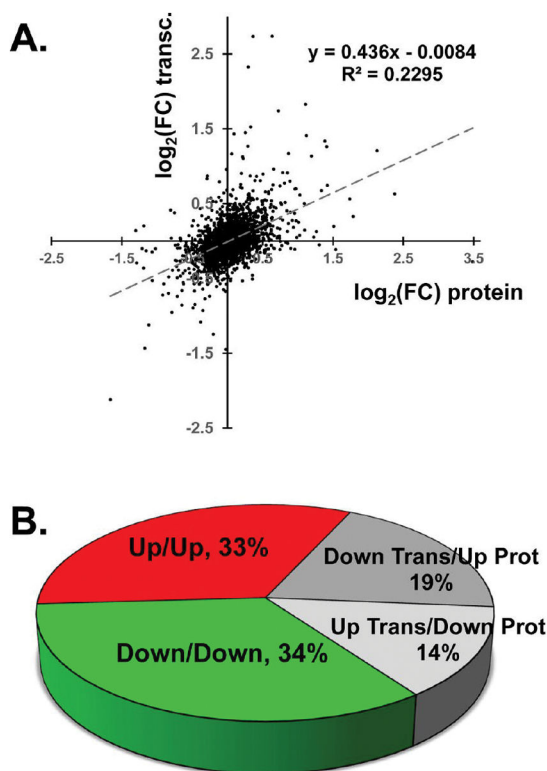 A.
log₂(FC) transc.
y = 0.436x - 0.0084
R² = 0.2295
2.5
1.5
0.5
-2.5 -1.5 0.5 1.5 2.5 3.5
log₂(FC) protein
-1.5
-2.5
B.
Up/Up, 33%
Down Trans/Up Prot
19%
Up Trans/Down Prot
14%
Down/Down, 34%